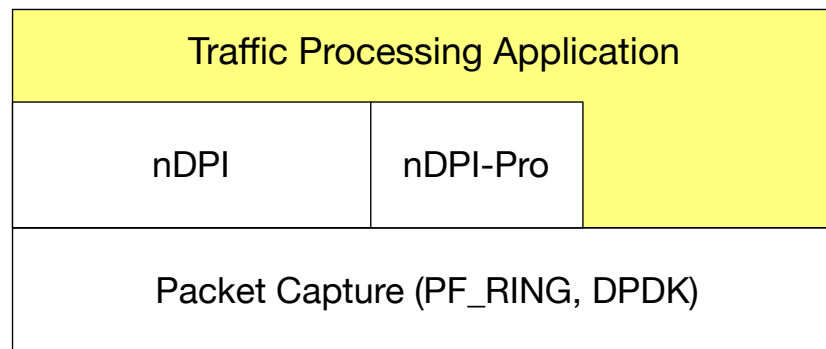 Traffic Processing Application
nDPI
nDPI-Pro
Packet Capture (PF_RING, DPDK)